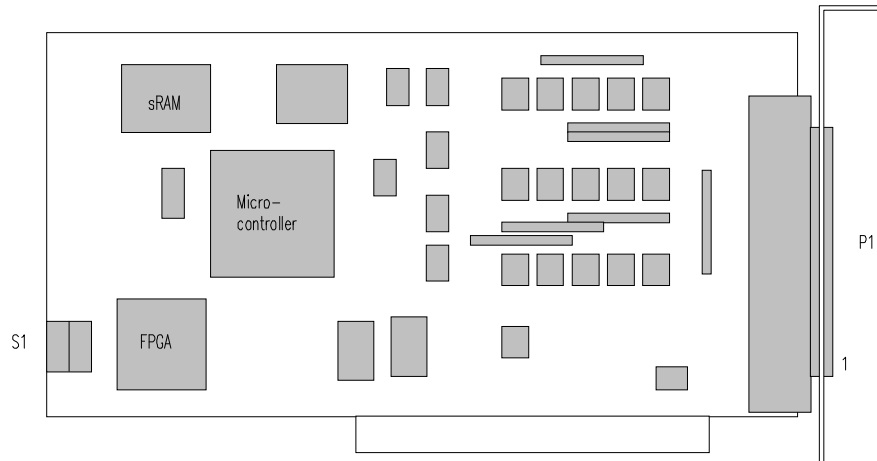 sRAM
Micro-
controller
P1
S1
FPGA
1